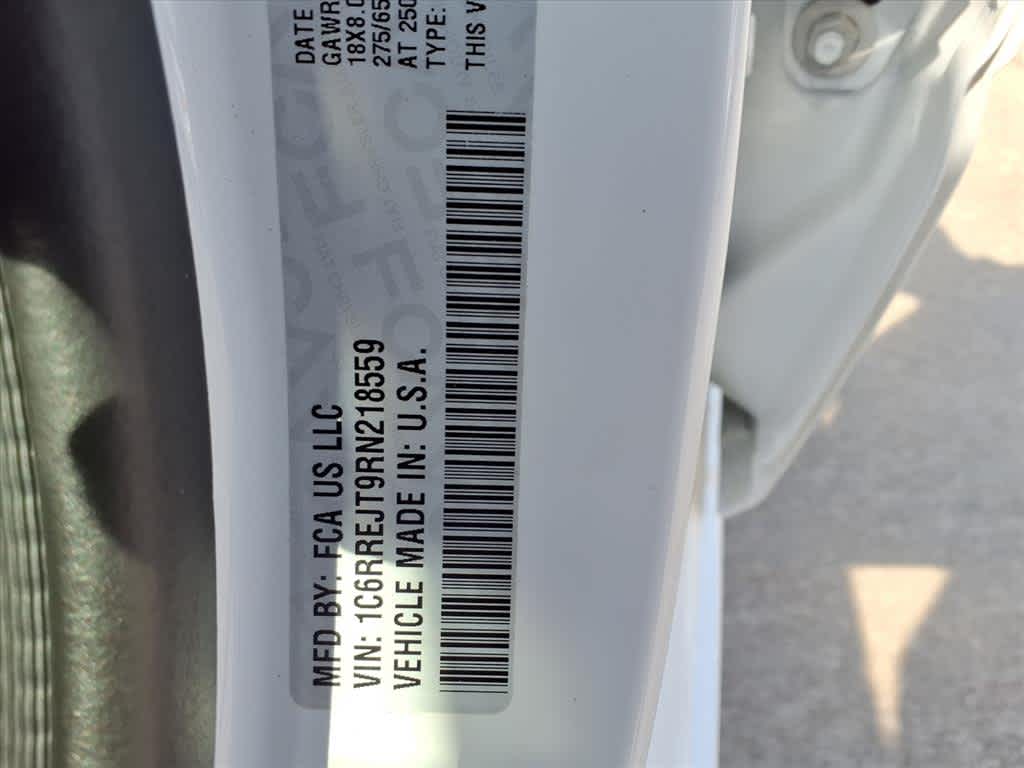 MFD BY: FCA US LLC
DATE
VIN: 1C6RREJT9RN218559
GAWR
18X8.0
275/65
AT 250
VEHICLE MADE IN: U.S.A.
TYPE:
THIS V